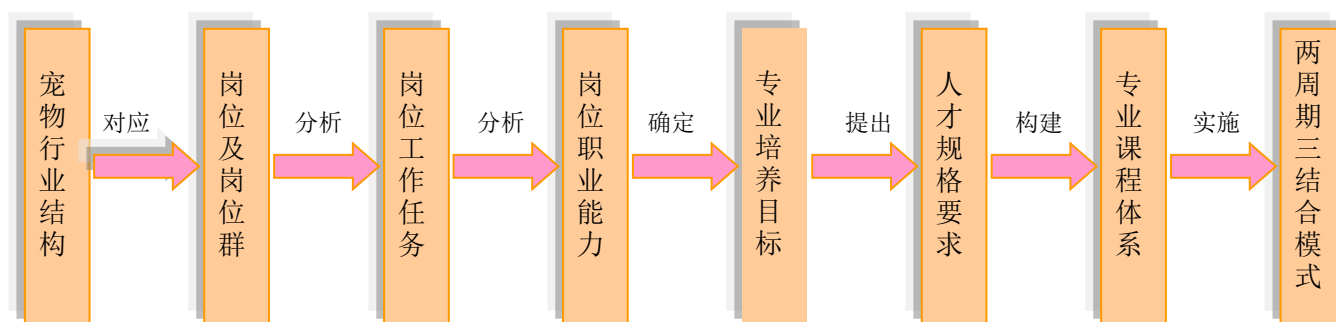 宠物行业结构
对应
岗位及岗位群
分析
岗位工作任务
分析
岗位职业能力
确定
专业培养目标
提出
人才规格要求
构建
专业课程体系
实施
两周期三结合模式